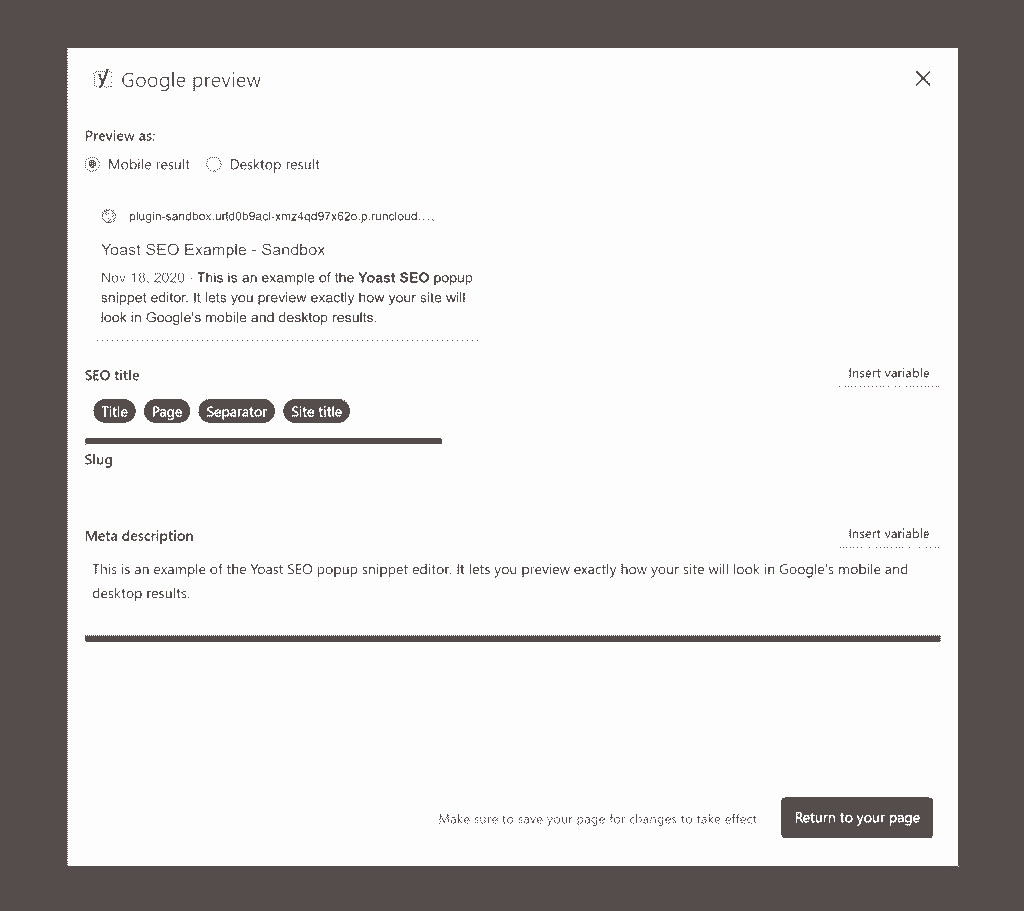 Google preview
Preview as:
Mobile result Desktop result
Yoast SEO Example - Sandbox
Nov 18, 2020 · This is an example of the Yoast SEO popup
snippet editor. It lets you preview exactly how your site will
look in Google's mobile and desktop results.
SEO title Insert variable
Title Page Separator Site title
Slug
Meta description Insert variable
This is an example of the Yoast SEO popup snippet editor. It lets you preview exactly how your site will look in Google's mobile and
desktop results.
Make sure to save your page for changes to take effect Return to your page